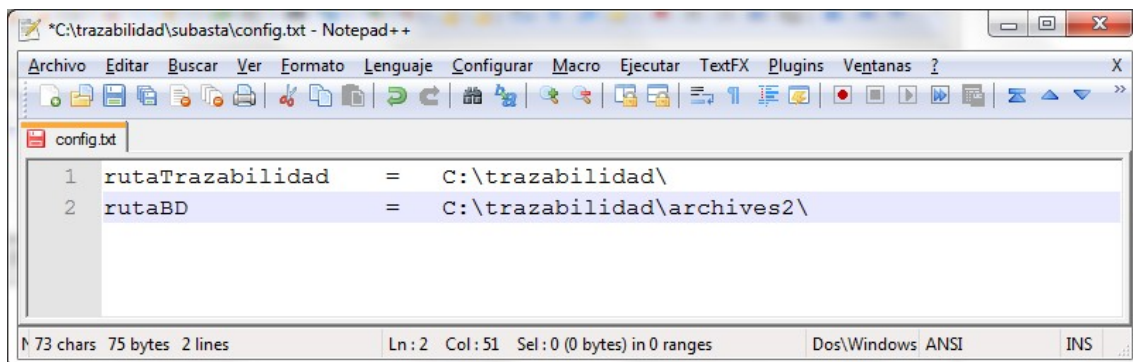 *C:\trazabilidad\subasta\config.txt - Notepad++
Archivo Editar Buscar Ver Formato Lenguaje Configurar Macro Ejecutar TextFX Plugins Ventanas ? X
config.txt
1 rutaTrazabilidad = C:\trazabilidad\
2 rutaBD = C:\trazabilidad\archives2\
73 chars 75 bytes 2 lines Ln : 2 Col : 51 Sel : 0 (0 bytes) in 0 ranges Dos\Windows ANSI INS